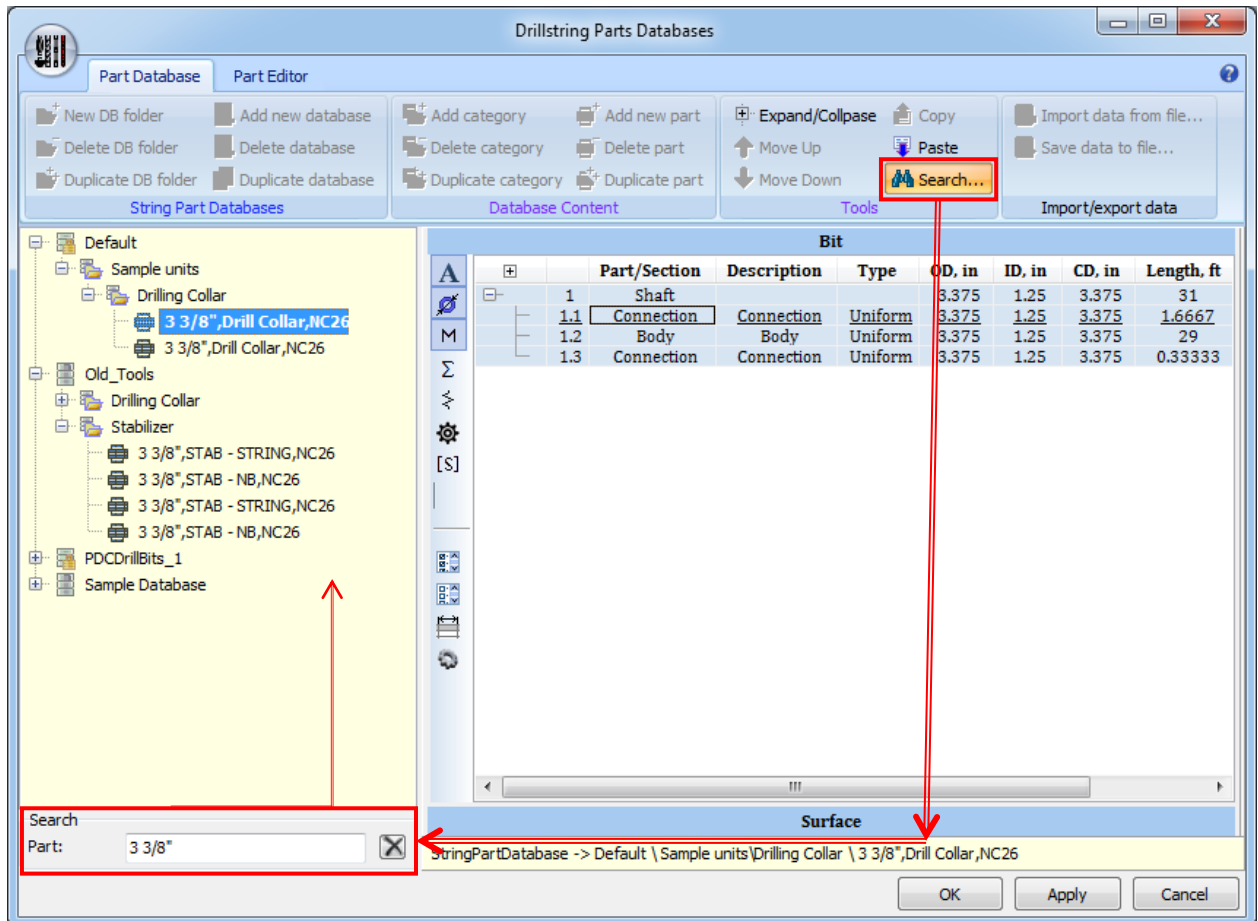 Drillstring Parts Databases
Part Database Part Editor
New DB folder Add new database Add category Add new part Expand/Collpase Copy Import data from file...
Delete DB folder Delete database Delete category Delete part Move Up Paste Save data to file...
Duplicate DB folder Duplicate database Duplicate category Duplicate part Move Down Search...
String Part Databases Database Content Tools Import/export data
Default
Sample units
Drilling Collar
3 3/8",Drill Collar,NC26
3 3/8",Drill Collar,NC26
Old_Tools
Drilling Collar
Stabilizer
3 3/8",STAB - STRING,NC26
3 3/8",STAB - NB,NC26
3 3/8",STAB - STRING,NC26
3 3/8",STAB - NB,NC26
PDCDrillBits_1
Sample Database
Search
Part: 3 3/8"
A
M
Σ
[S]
Bit
Part/Section Description Type OD, in ID, in CD, in Length, ft
1 Shaft 3.375 1.25 3.375 31
1.1 Connection Connection Uniform 3.375 1.25 3.375 1.6667
1.2 Body Body Uniform 3.375 1.25 3.375 29
1.3 Connection Connection Uniform 3.375 1.25 3.375 0.33333
Surface
StringPartDatabase -> Default \ Sample units\Drilling Collar \ 3 3/8",Drill Collar,NC26
OK Apply Cancel